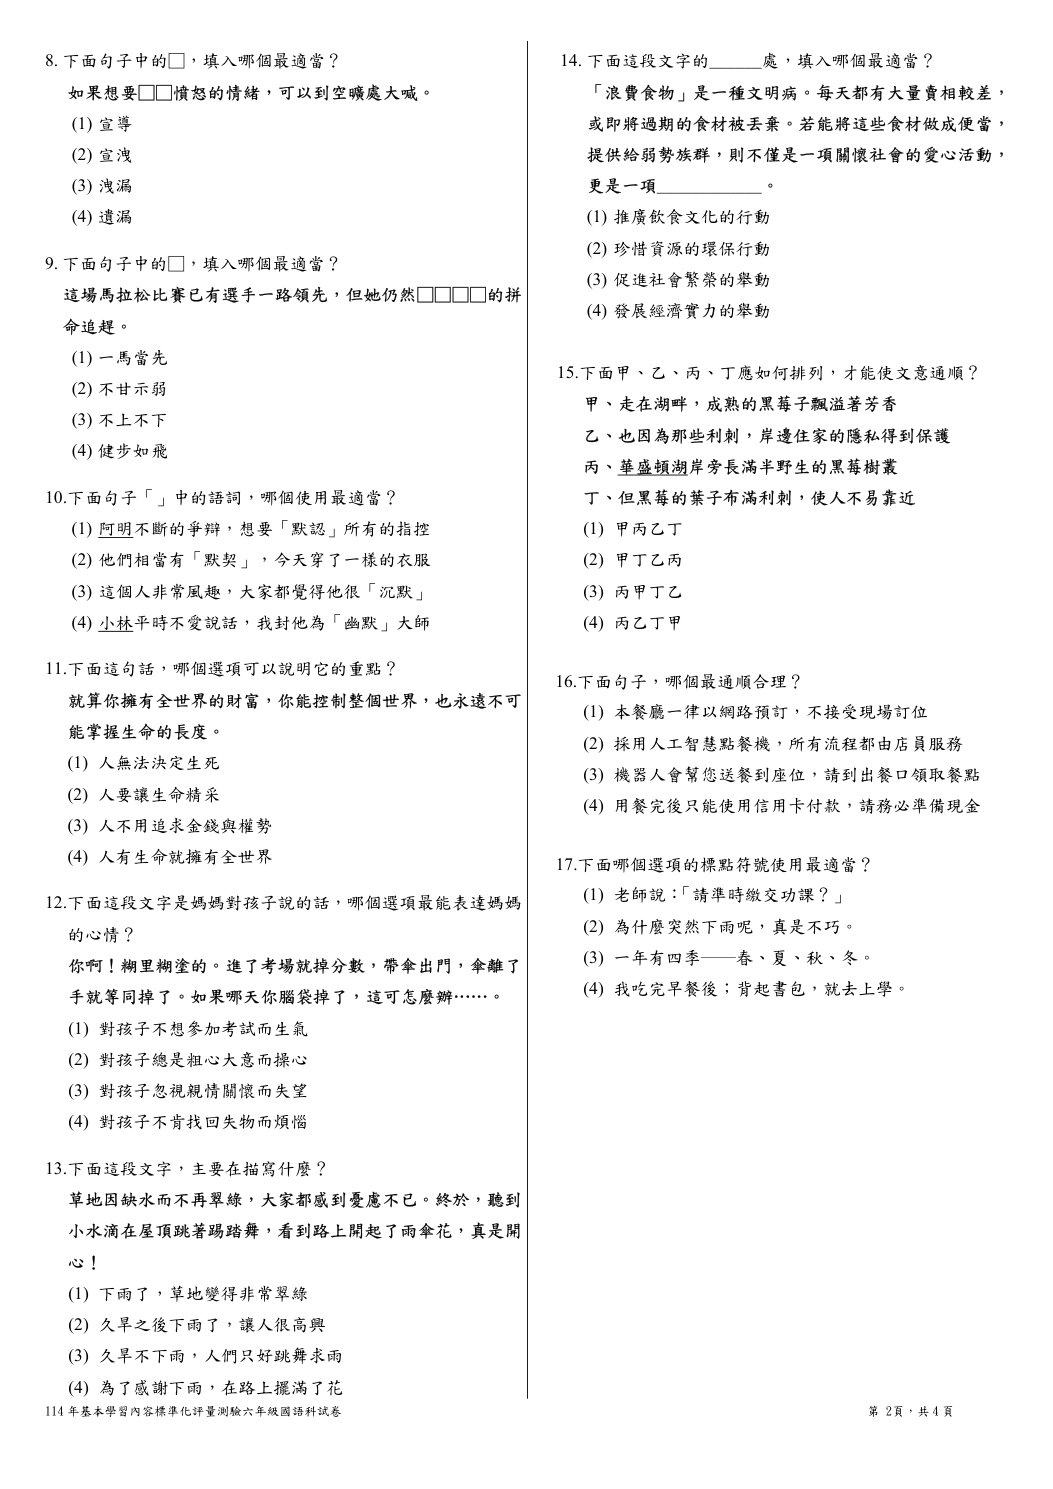 8. 下面句子中的□，填入哪個最適當？
如果想要□□憤怒的情緒，可以到空曠處大喊。
(1) 宣導
(2) 宣洩
(3) 洩漏
(4) 遺漏
9. 下面句子中的□，填入哪個最適當？
這場馬拉松比賽已有選手一路領先，但她仍然□□□□的拼
命追趕。
(1) 一馬當先
(2) 不甘示弱
(3) 不上不下
(4) 健步如飛
10.下面句子「」中的語詞，哪個使用最適當？
(1) 阿明不斷的爭辯，想要「默認」所有的指控
(2) 他們相當有「默契」，今天穿了一樣的衣服
(3) 這個人非常風趣，大家都覺得他很「沉默」
(4) 小林平時不愛說話，我封他為「幽默」大師
11.下面這句話，哪個選項可以說明它的重點？
就算你擁有全世界的財富，你能控制整個世界，也永遠不可
能掌握生命的長度。
(1) 人無法決定生死
(2) 人要讓生命精采
(3) 人不用追求金錢與權勢
(4) 人有生命就擁有全世界
12.下面這段文字是媽媽對孩子說的話，哪個選項最能表達媽媽
的心情？
你啊！糊里糊塗的。進了考場就掉分數，帶傘出門，傘離了
手就等同掉了。如果哪天你腦袋掉了，這可怎麼辦……。
(1) 對孩子不想參加考試而生氣
(2) 對孩子總是粗心大意而操心
(3) 對孩子忽視親情關懷而失望
(4) 對孩子不肯找回失物而煩惱
13.下面這段文字，主要在描寫什麼？
草地因缺水而不再翠綠，大家都感到憂慮不已。終於，聽到
小水滴在屋頂跳著踢踏舞，看到路上開起了雨傘花，真是開
心！
(1) 下雨了，草地變得非常翠綠
(2) 久旱之後下雨了，讓人很高興
(3) 久旱不下雨，人們只好跳舞求雨
(4) 為了感謝下雨，在路上擺滿了花
14. 下面這段文字的______處，填入哪個最適當？
「浪費食物」是一種文明病。每天都有大量賣相較差，
或即將過期的食材被丟棄。若能將這些食材做成便當，
提供給弱勢族群，則不僅是一項關懷社會的愛心活動，
更是一項____________。
(1) 推廣飲食文化的行動
(2) 珍惜資源的環保行動
(3) 促進社會繁榮的舉動
(4) 發展經濟實力的舉動
15.下面甲、乙、丙、丁應如何排列，才能使文意通順？
甲、走在湖畔，成熟的黑莓子飄溢著芳香
乙、也因為那些利刺，岸邊住家的隱私得到保護
丙、華盛頓湖岸旁長滿半野生的黑莓樹叢
丁、但黑莓的葉子布滿利刺，使人不易靠近
(1) 甲丙乙丁
(2) 甲丁乙丙
(3) 丙甲丁乙
(4) 丙乙丁甲
16.下面句子，哪個最通順合理？
(1) 本餐廳一律以網路預訂，不接受現場訂位
(2) 採用人工智慧點餐機，所有流程都由店員服務
(3) 機器人會幫您送餐到座位，請到出餐口領取餐點
(4) 用餐完後只能使用信用卡付款，請務必準備現金
17.下面哪個選項的標點符號使用最適當？
(1) 老師說：「請準時繳交功課？」
(2) 為什麼突然下雨呢，真是不巧。
(3) 一年有四季──春、夏、秋、冬。
(4) 我吃完早餐後；背起書包，就去上學。
114 年基本學習內容標準化評量測驗六年級國語科試卷
第 2頁，共 4 頁